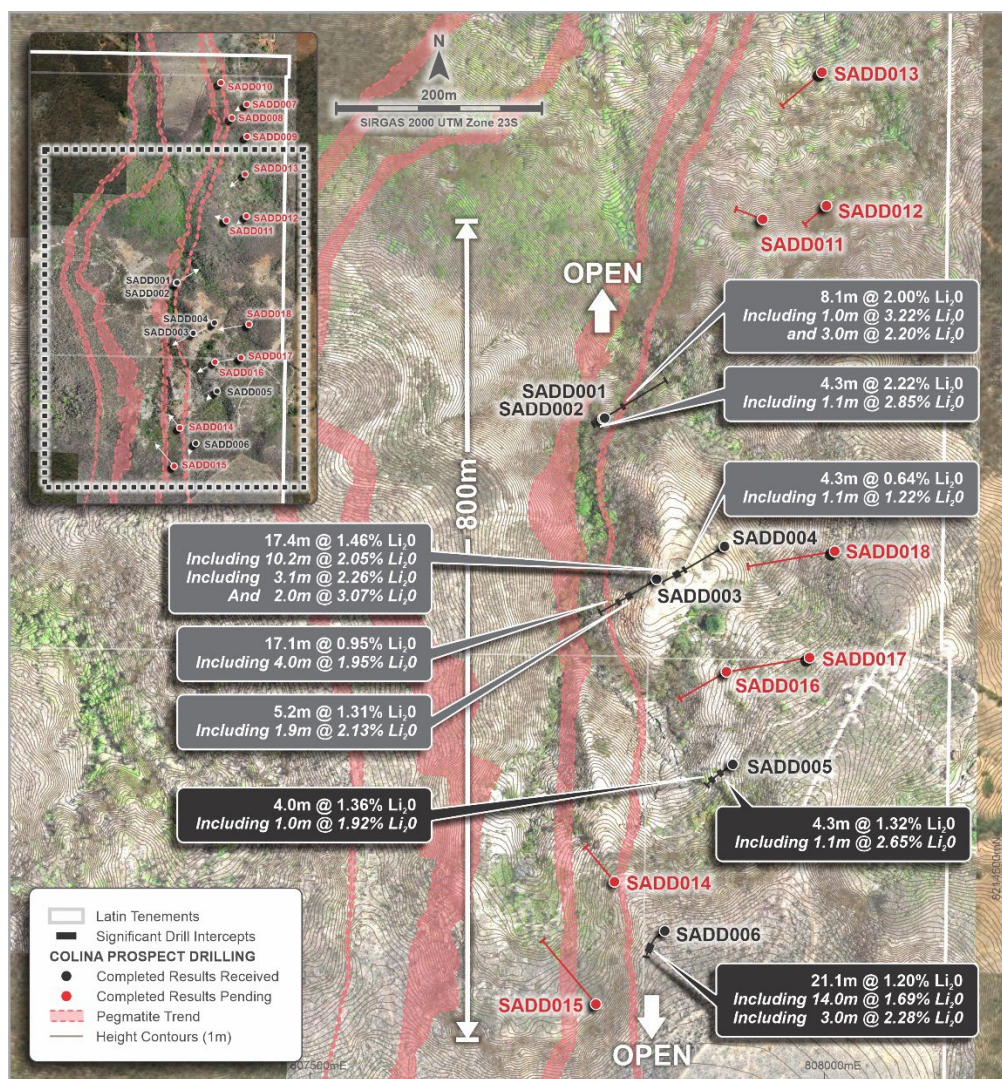 SADD010
SADD007
SADD008
SADD009
SADD013
SADD012
SADD011
SADD001
SADD002
SADD004
SADD003
SADD018
SADD017
SADD016
SADD005
SADD014
SADD006
SADD015
N
200m
SIRGAS 2000 UTM Zone 23S
SADD013
SADD012
SADD011
OPEN
8.1m @ 2.00% Li₂0
Including 1.0m @ 3.22% Li₂0
and 3.0m @ 2.20% Li₂0
SADD001
SADD002
4.3m @ 2.22% Li₂0
Including 1.1m @ 2.85% Li₂0
800m
4.3m @ 0.64% Li₂0
Including 1.1m @ 1.22% Li₂0
17.4m @ 1.46% Li₂0
Including 10.2m @ 2.05% Li₂0
Including 3.1m @ 2.26% Li₂0
And 2.0m @ 3.07% Li₂0
SADD004
SADD018
SADD003
17.1m @ 0.95% Li₂0
Including 4.0m @ 1.95% Li₂0
SADD017
SADD016
5.2m @ 1.31% Li₂0
Including 1.9m @ 2.13% Li₂0
SADD005
4.0m @ 1.36% Li₂0
Including 1.0m @ 1.92% Li₂0
4.3m @ 1.32% Li₂0
Including 1.1m @ 2.65% Li₂0
SADD014
SADD006
21.1m @ 1.20% Li₂0
Including 14.0m @ 1.69% Li₂0
Including 3.0m @ 2.28% Li₂0
SADD015
OPEN
Latin Tenements
Significant Drill Intercepts
COLINA PROSPECT DRILLING
Completed Results Received
Completed Results Pending
Pegmatite Trend
Height Contours (1m)
807500mE
808000mE